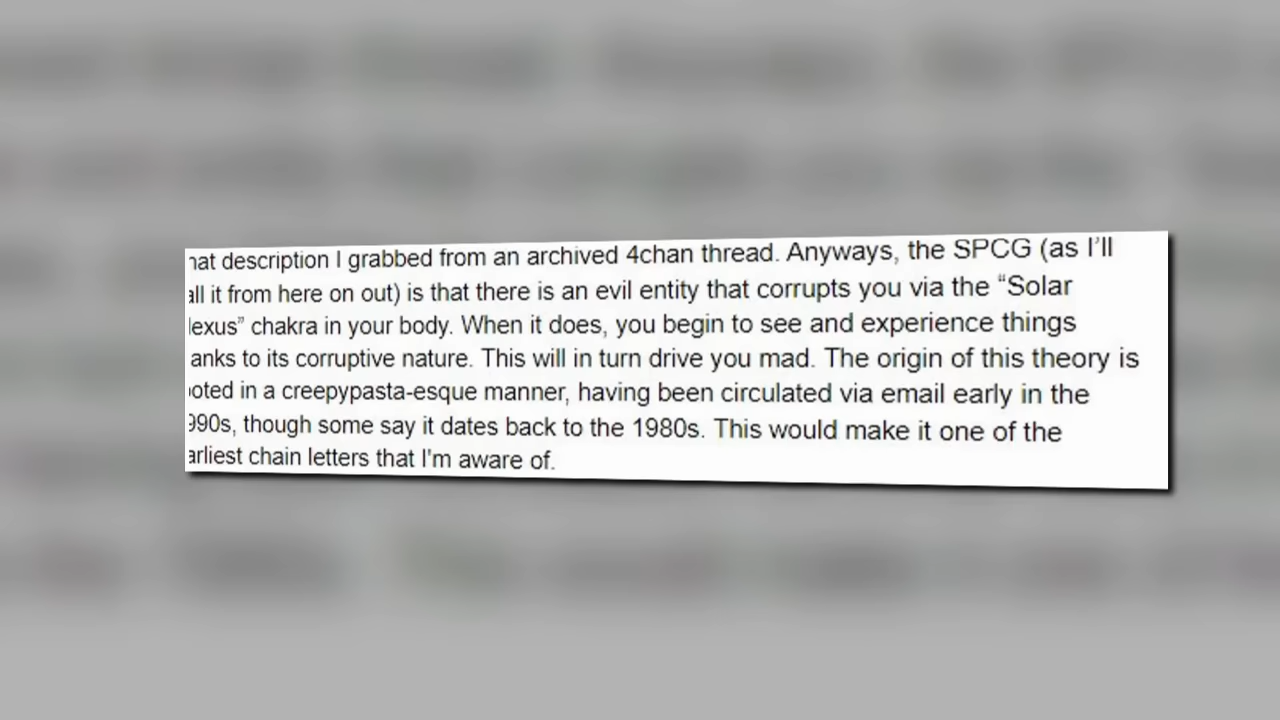 hat description I grabbed from an archived 4chan thread. Anyways, the SPCG (as I’ll
all it from here on out) is that there is an evil entity that corrupts you via the “Solar
lexus” chakra in your body. When it does, you begin to see and experience things
anks to its corruptive nature. This will in turn drive you mad. The origin of this theory is
ooted in a creepypasta-esque manner, having been circulated via email early in the
990s, though some say it dates back to the 1980s. This would make it one of the
arliest chain letters that I'm aware of.